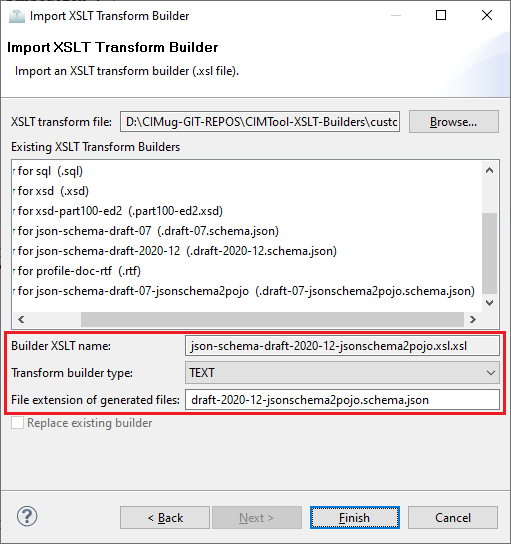 Import XSLT Transform Builder
Import XSLT Transform Builder
Import an XSLT transform builder (.xsl file).
XSLT transform file: D:\CIMug-GIT-REPOS\CIMTool-XSLT-Builders\custc Browse...
Existing XSLT Transform Builders
r for sql (.sql)
r for xsd (.xsd)
r for xsd-part100-ed2 (.part100-ed2.xsd)
r for json-schema-draft-07 (.draft-07.schema.json)
r for json-schema-draft-2020-12 (.draft-2020-12.schema.json)
r for profile-doc-rtf (.rtf)
r for json-schema-draft-07-jsonschema2pojo (.draft-07-jsonschema2pojo.schema.json)
Builder XSLT name: json-schema-draft-2020-12-jsonschema2pojo.xsl.xsl
Transform builder type: TEXT
File extension of generated files: draft-2020-12-jsonschema2pojo.schema.json
Replace existing builder
? < Back Next > Finish Cancel